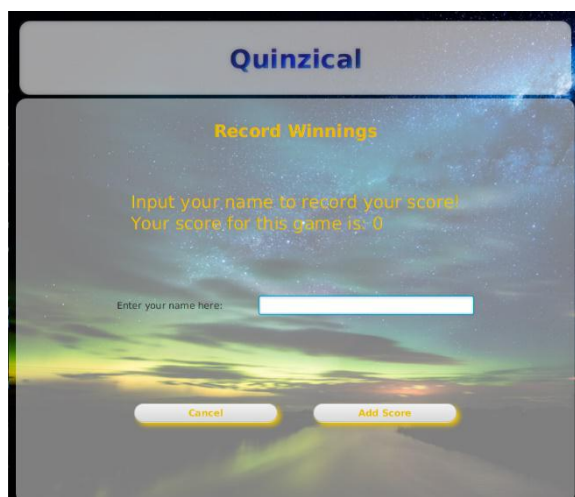 Quinzical
Record Winnings
Input your name to record your score!
Your score for this game is: 0
Enter your name here:
Cancel
Add Score